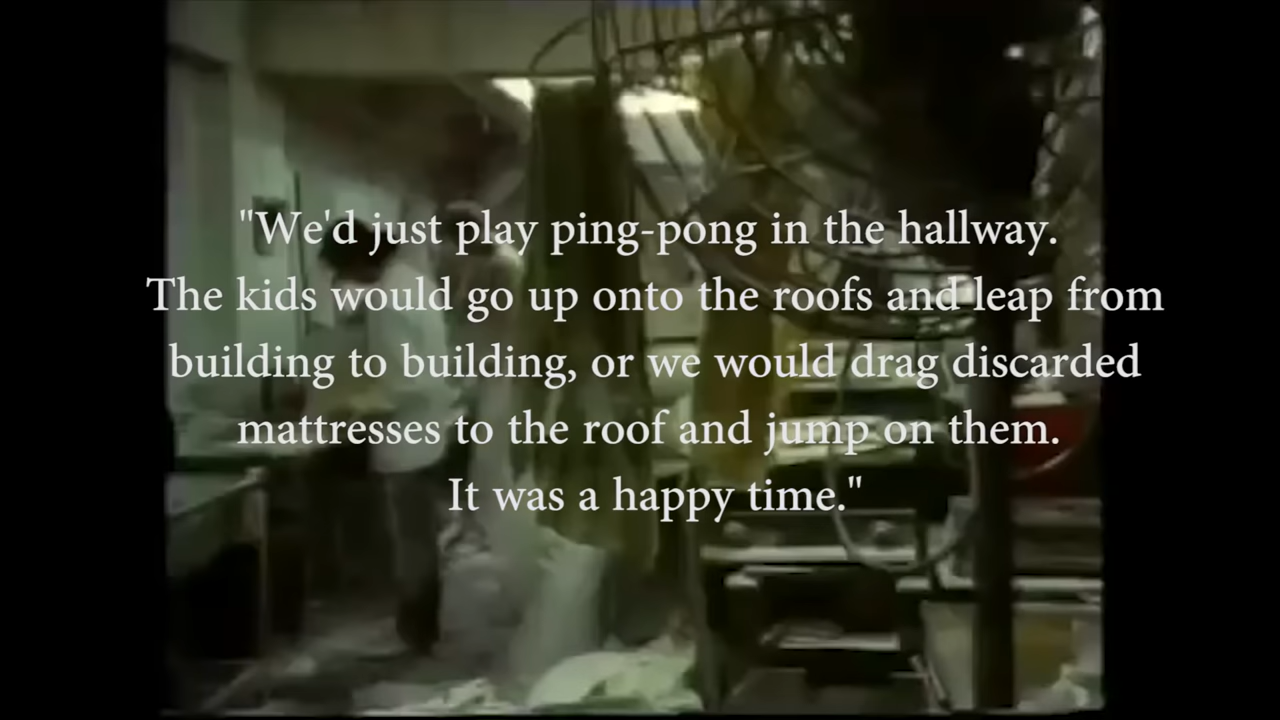 "We'd just play ping-pong in the hallway.
The kids would go up onto the roofs and leap from
building to building, or we would drag discarded
mattresses to the roof and jump on them.
It was a happy time."